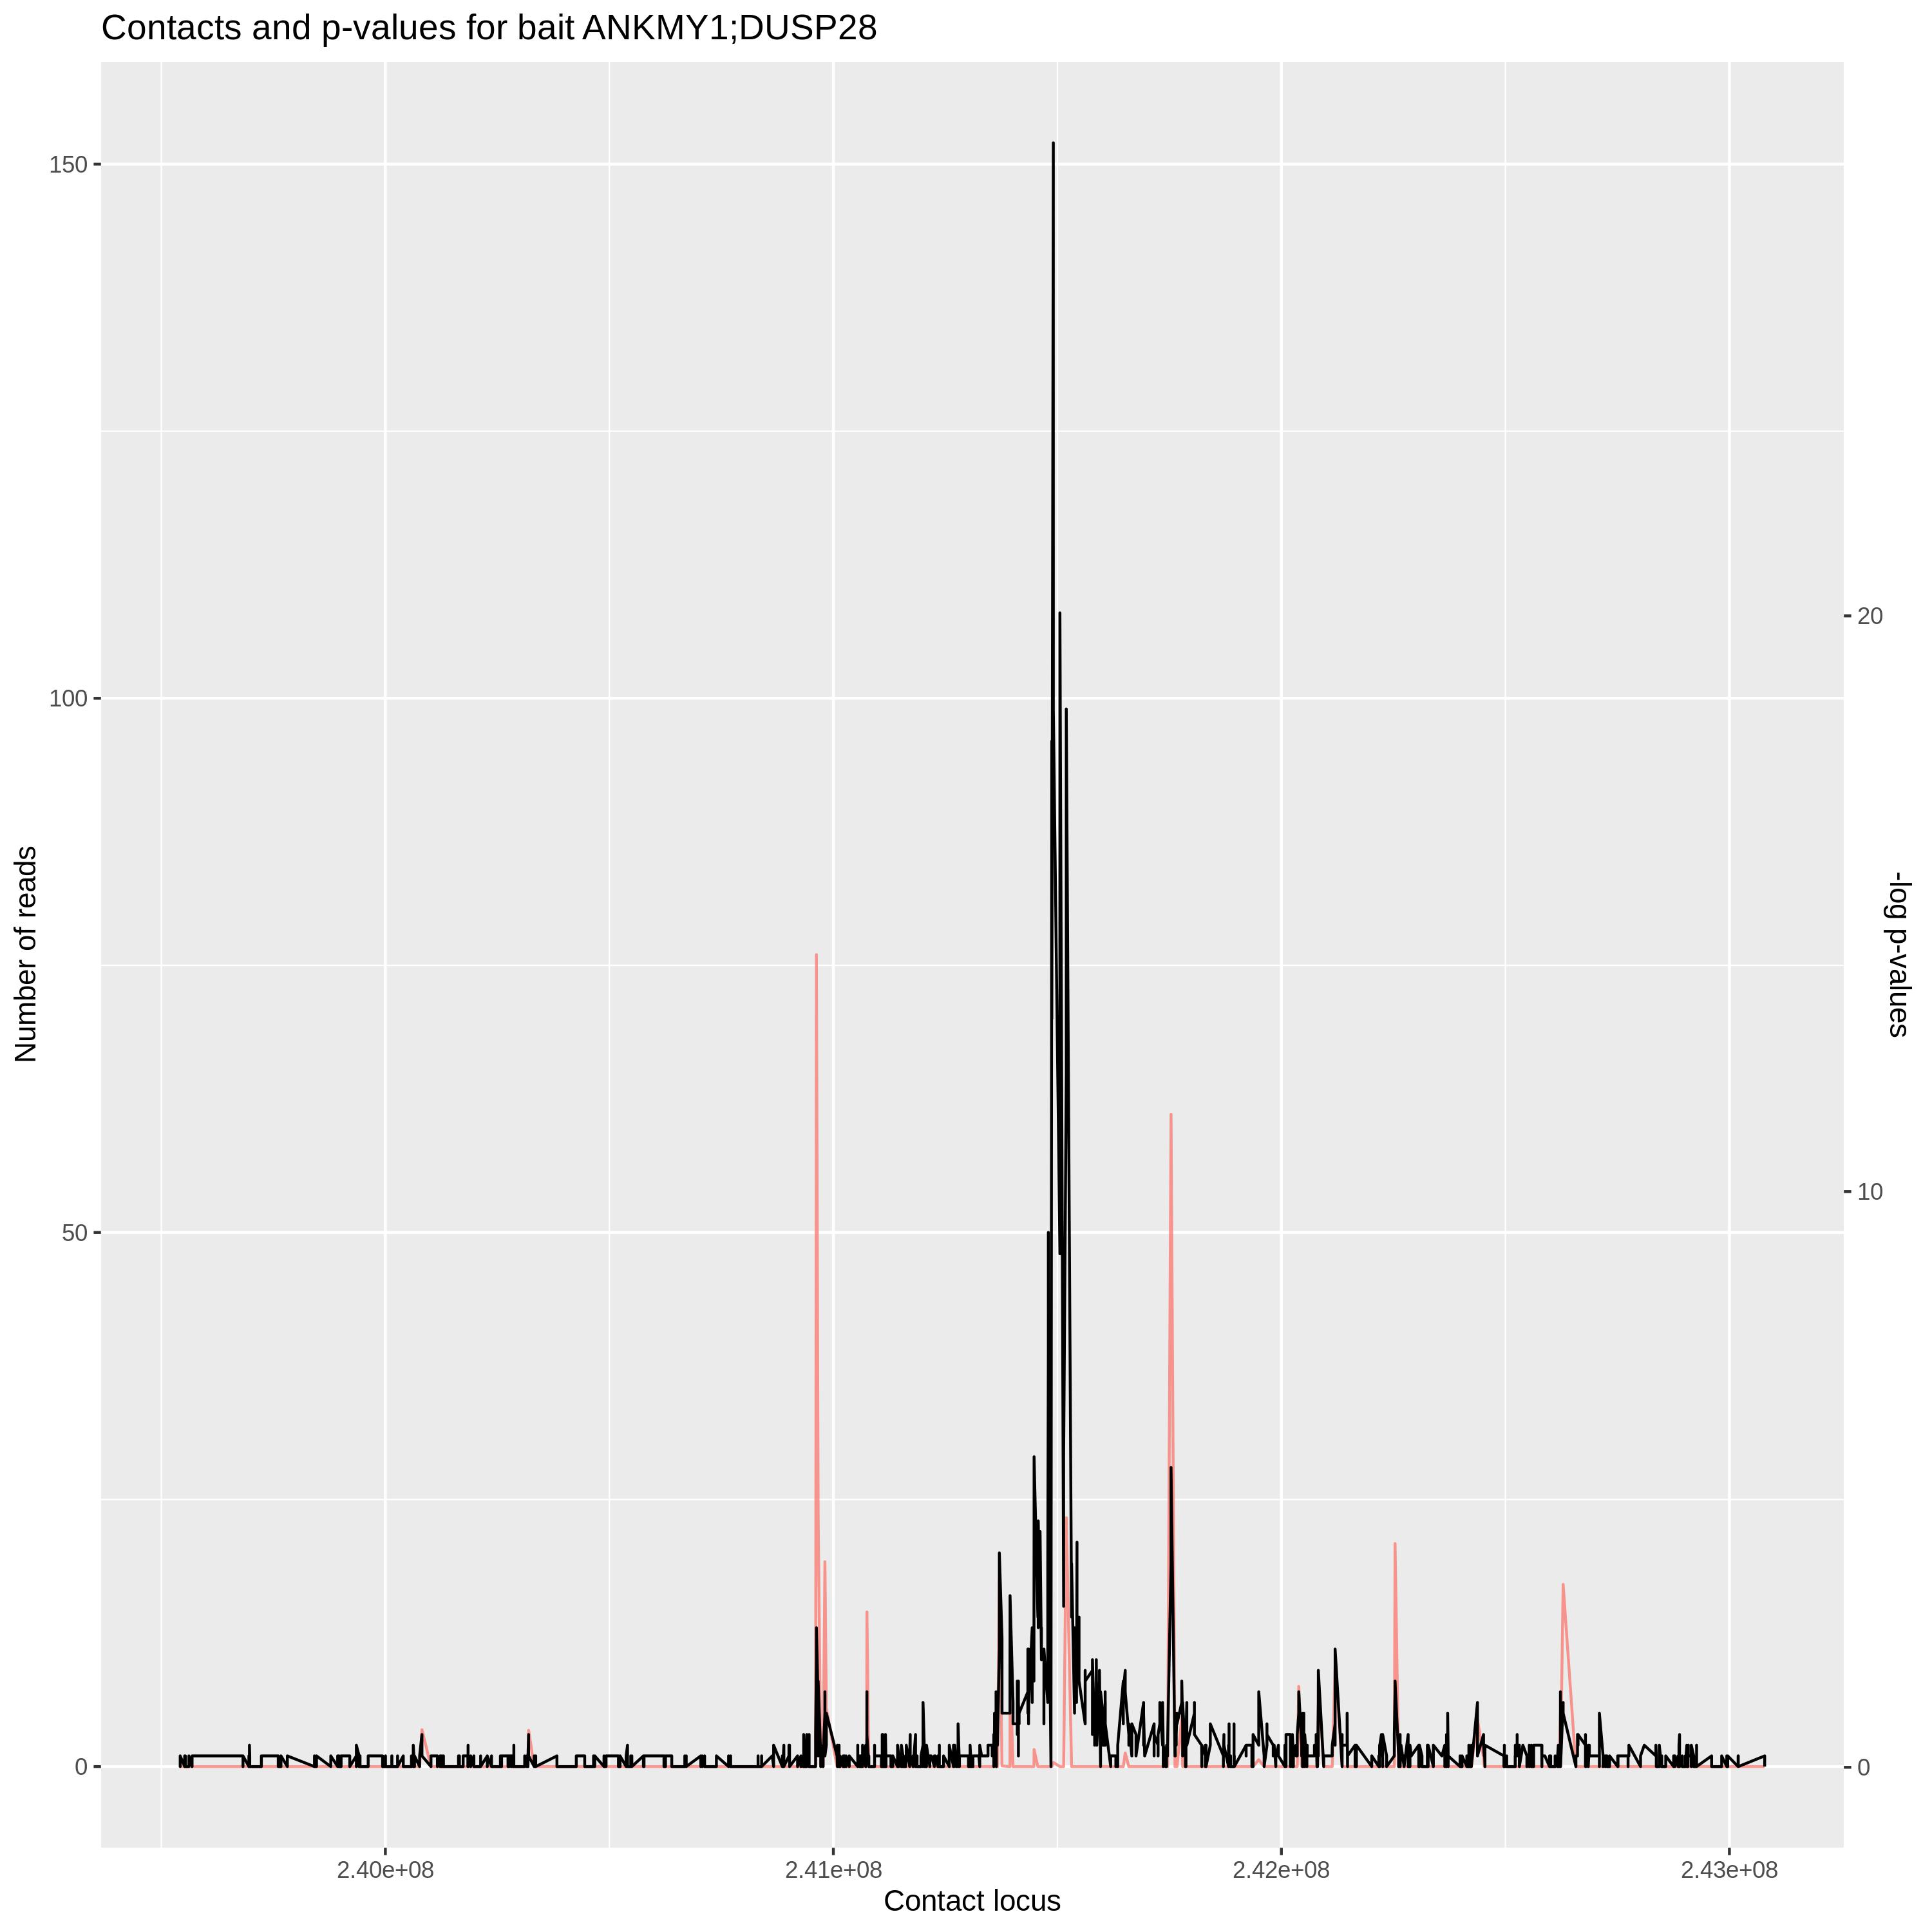 Contacts and p-values for bait ANKMY1;DUSP28
150
100
50
0
Number of reads
20
10
0
-log p-values
2.40e+08
2.41e+08
2.42e+08
2.43e+08
Contact locus